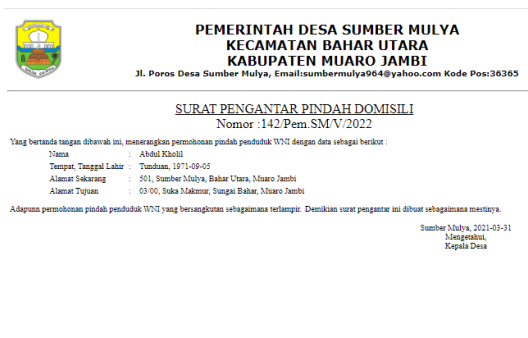 PEMERINTAH DESA SUMBER MULYA
KECAMATAN BAHAR UTARA
KABUPATEN MUARO JAMBI
Jl. Poros Desa Sumber Mulya, Email:sumbermulya964@yahoo.com Kode Pos:36365
SURAT PENGANTAR PINDAH DOMISILI
Nomor :142/Pem.SM/V/2022
Yang bertanda tangan dibawah ini, menerangkan permohonan pindah penduduk WNI dengan data sebagai berikut :
Nama : Abdul Kholil
Tempat, Tanggal Lahir : Tunduan, 1971-09-05
Alamat Sekarang : 501, Sumber Mulya, Bahar Utara, Muaro Jambi
Alamat Tujuan : 03/00, Suka Makmur, Sungai Bahar, Muaro Jambi
Adapunn permohonan pindah penduduk WNI yang bersangkutan sebagaimana terlampir. Demikian surat pengantar ini dibuat sebagaimana mestinya.
Sumber Mulya, 2021-03-31
Mengetahui,
Kepala Desa